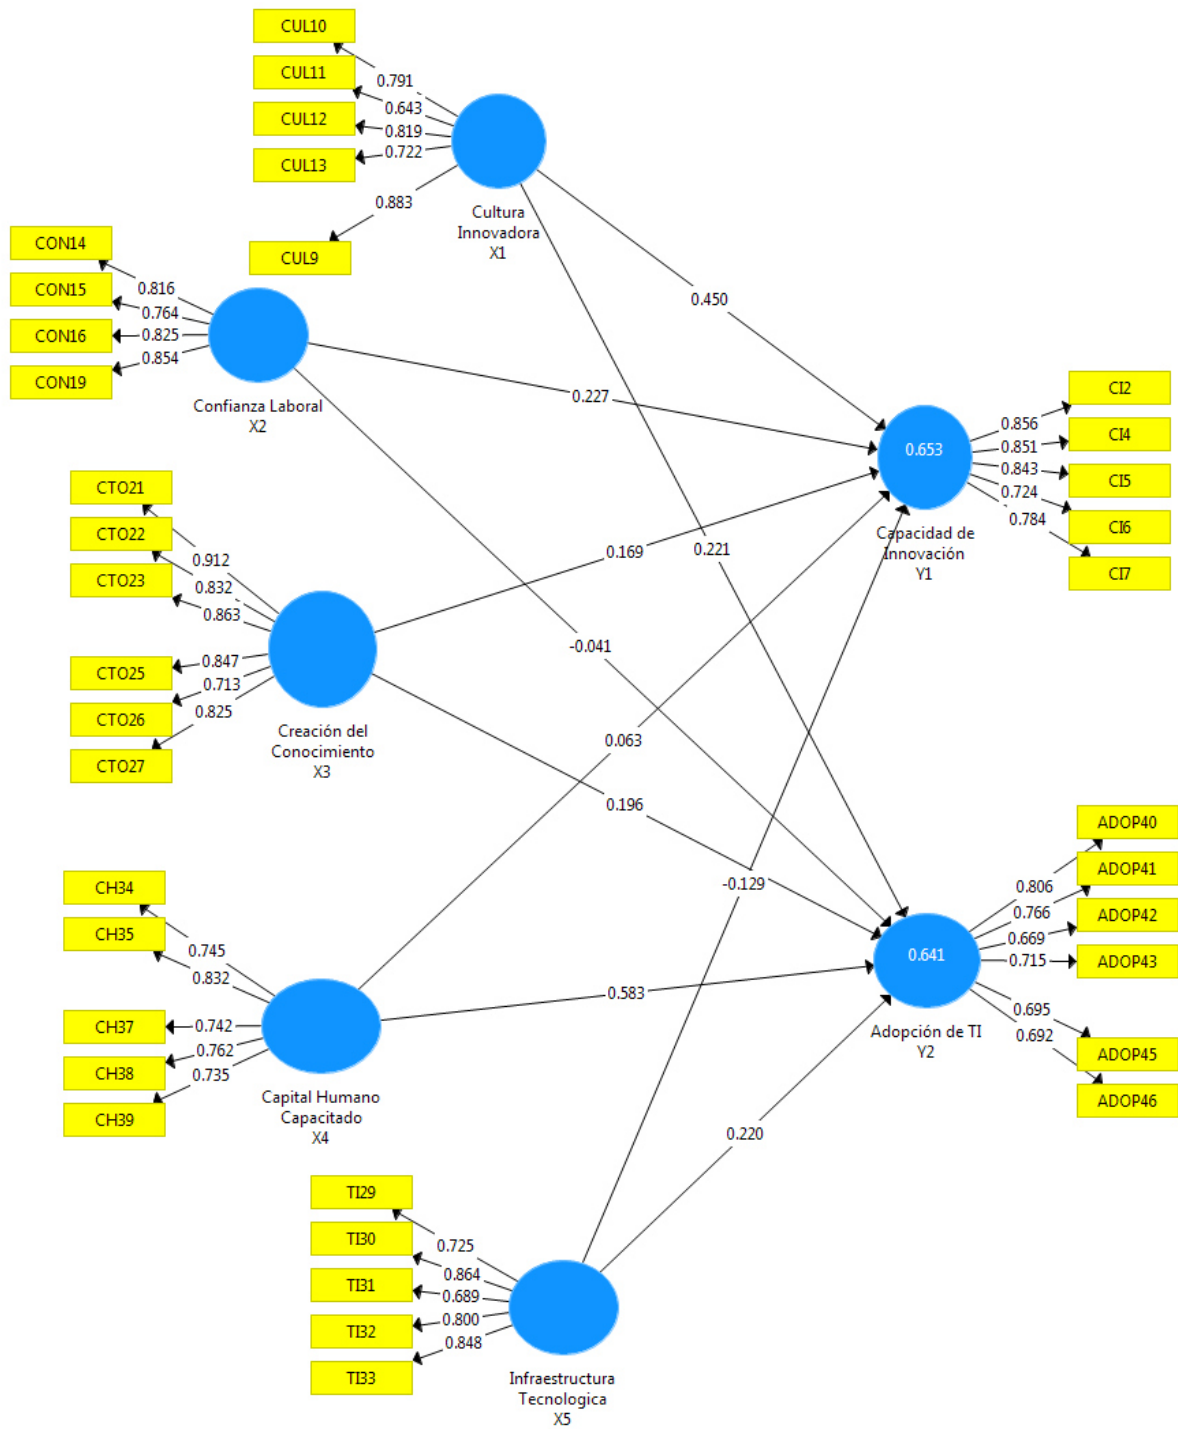 CUL10
CUL11
CUL12
CUL13
CUL9
0.791
0.643
0.819
0.722
0.883
Cultura
Innovadora
X1
CON14
CON15
CON16
CON19
0.816
0.764
0.825
0.854
Confianza Laboral
X2
0.450
0.227
0.221
-0.041
CI2
CI4
CI5
CI6
CI7
0.856
0.851
0.843
0.724
0.784
0.653
Capacidad de
Innovación
Y1
CTO21
CTO22
CTO23
CTO25
CTO26
CTO27
0.912
0.832
0.863
0.847
0.713
0.825
Creación del
Conocimiento
X3
0.169
0.196
0.063
-0.129
CH34
CH35
CH37
CH38
CH39
0.745
0.832
0.742
0.762
0.735
Capital Humano
Capacitado
X4
0.583
0.220
ADOP40
ADOP41
ADOP42
ADOP43
ADOP45
ADOP46
0.806
0.766
0.669
0.715
0.695
0.692
0.641
Adopción de TI
Y2
TI29
TI30
TI31
TI32
TI33
0.725
0.864
0.689
0.800
0.848
Infraestructura
Tecnologica
X5